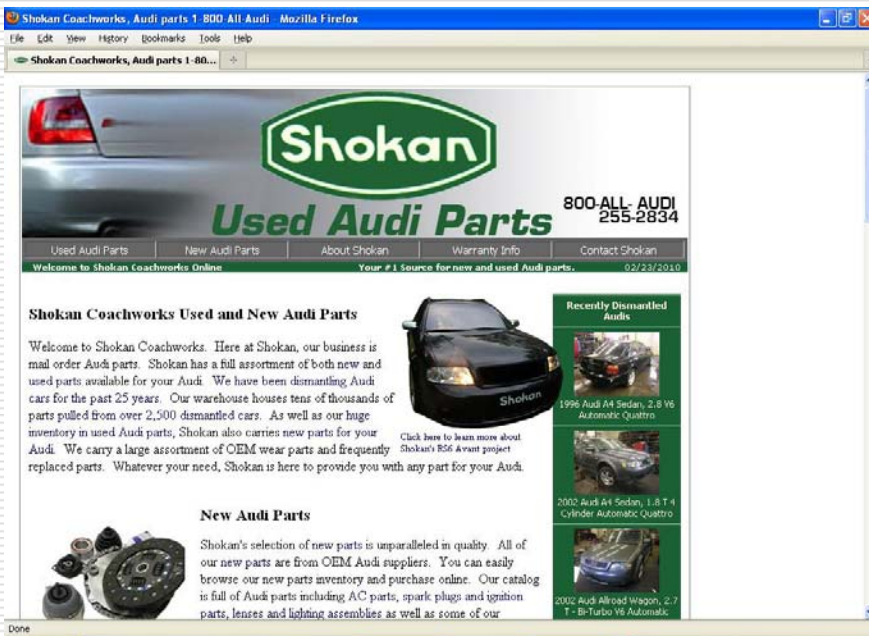 Shokan Coachworks, Audi parts 1-800-All-Audi - Mozilla Firefox
File Edit View History Bookmarks Tools Help
Shokan Coachworks, Audi parts 1-80...
Shokan
Used Audi Parts
800-ALL- AUDI
255-2834
Used Audi Parts New Audi Parts About Shokan Warranty Info Contact Shokan
Welcome to Shokan Coachworks Online Your #1 Source for new and used Audi parts. 02/23/2010
Shokan Coachworks Used and New Audi Parts
Welcome to Shokan Coachworks. Here at Shokan, our business is
mail order Audi parts. Shokan has a full assortment of both new and
used parts available for your Audi. We have been dismantling Audi
cars for the past 25 years. Our warehouse houses tens of thousands of
parts pulled from over 2,500 dismantled cars. As well as our huge
inventory in used Audi parts, Shokan also carries new parts for your
Audi. We carry a large assortment of OEM wear parts and frequently
replaced parts. Whatever your need, Shokan is here to provide you with any part for your Audi.
Shokan
Click here to learn more about
Shokan's RS6 Avant project
Recently Dismantled
Audis
1996 Audi A4 Sedan, 2.8 V6
Automatic Quattro
2002 Audi A4 Sedan, 1.8 T 4
Cylinder Automatic Quattro
2002 Audi Allroad Wagon, 2.7
T - Bi-Turbo V6 Automatic
New Audi Parts
Shokan's selection of new parts is unparalleled in quality. All of
our new parts are from OEM Audi suppliers. You can easily
browse our new parts inventory and purchase online. Our catalog
is full of Audi parts including AC parts, spark plugs and ignition
parts, lenses and lighting assemblies as well as some of our
Done